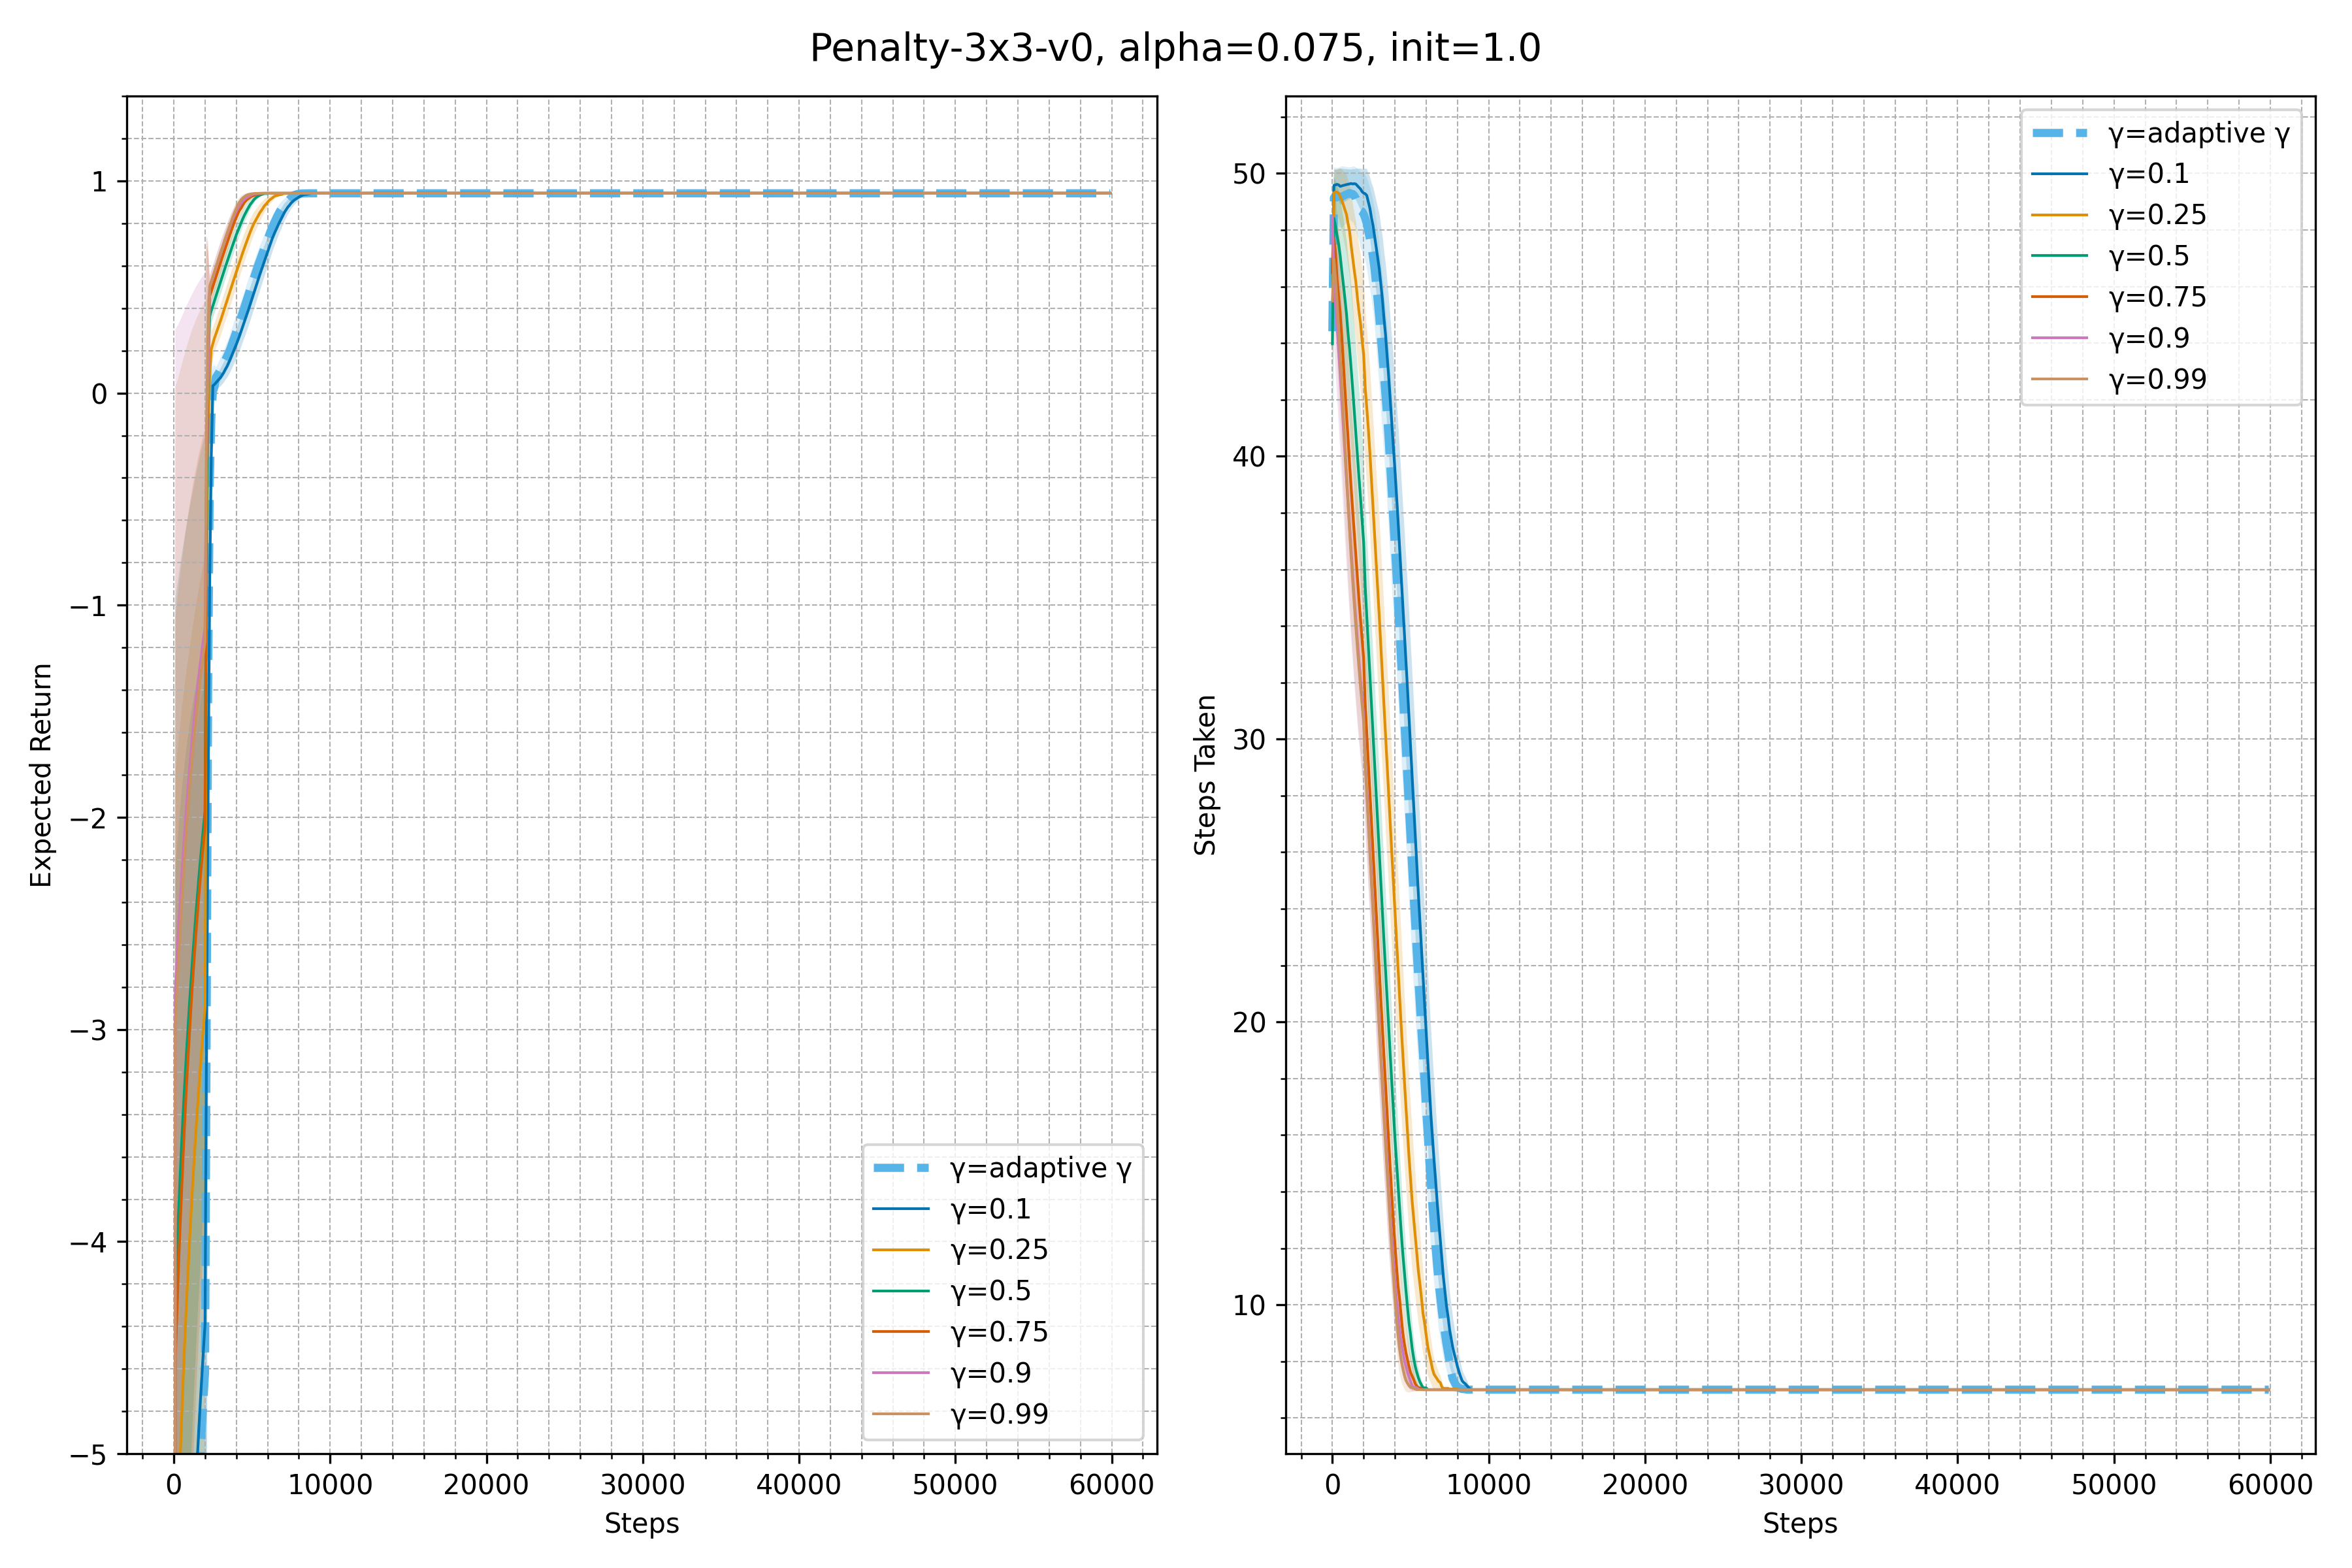 Penalty-3x3-v0, alpha=0.075, init=1.0
Expected Return
1
0
−1
−2
−3
−4
−5
0 10000 20000 30000 40000 50000 60000
Steps
γ=adaptive γ
γ=0.1
γ=0.25
γ=0.5
γ=0.75
γ=0.9
γ=0.99
Steps Taken
50
40
30
20
10
0 10000 20000 30000 40000 50000 60000
Steps
γ=adaptive γ
γ=0.1
γ=0.25
γ=0.5
γ=0.75
γ=0.9
γ=0.99